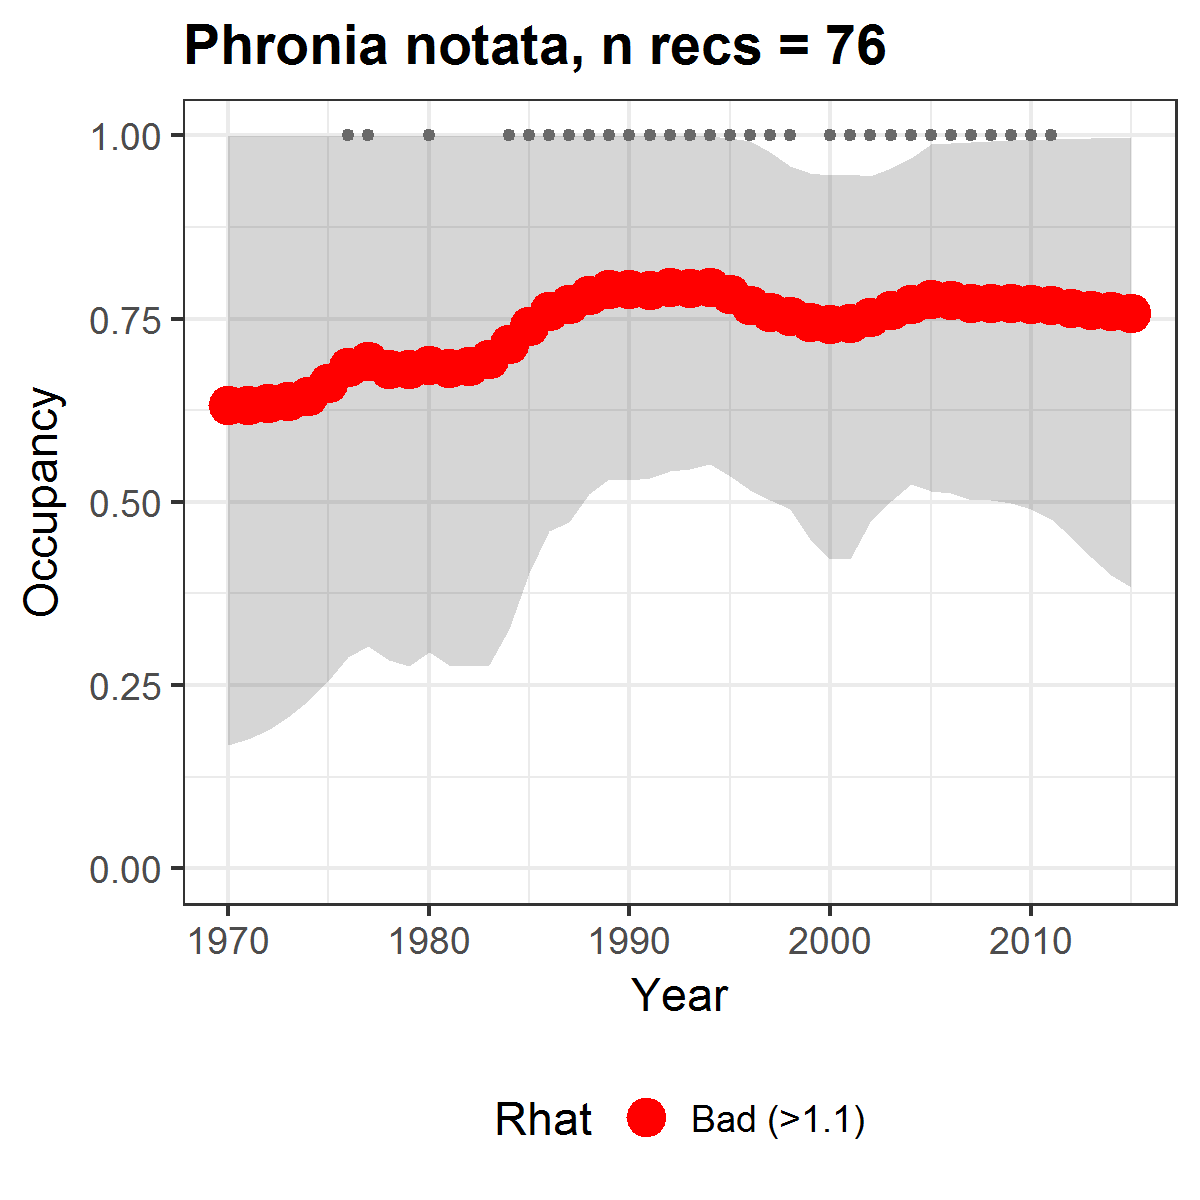 Phronia notata, n recs = 76
1.00
0.75
0.50
0.25
0.00
Occupancy
1970 1980 1990 2000 2010
Year
Rhat Bad (>1.1)